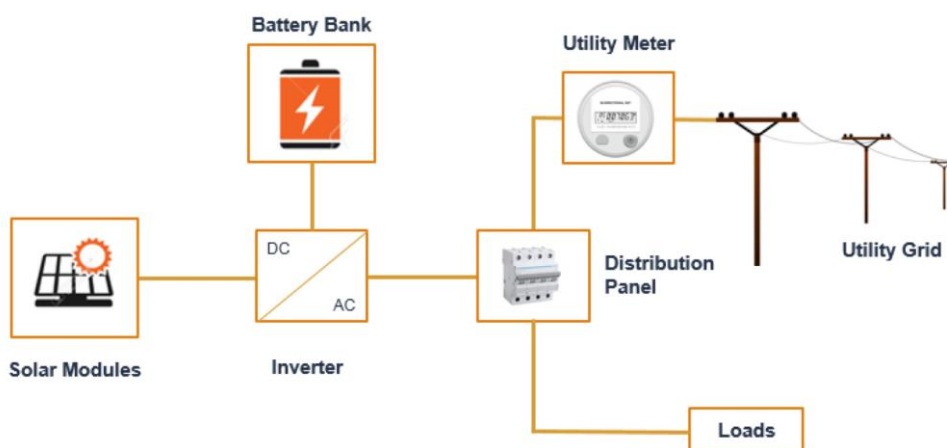 Battery Bank
Utility Meter
DC
AC
Distribution
Panel
Utility Grid
Solar Modules
Inverter
Loads